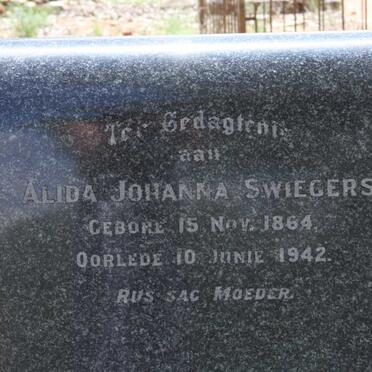 Ter Gedagtenis
aan
ALIDA JOHANNA SWIEGERS
GEBORE 15 NOV. 1864.
OORLEDE 10 JUNIE 1942.
RUS SAG MOEDER.